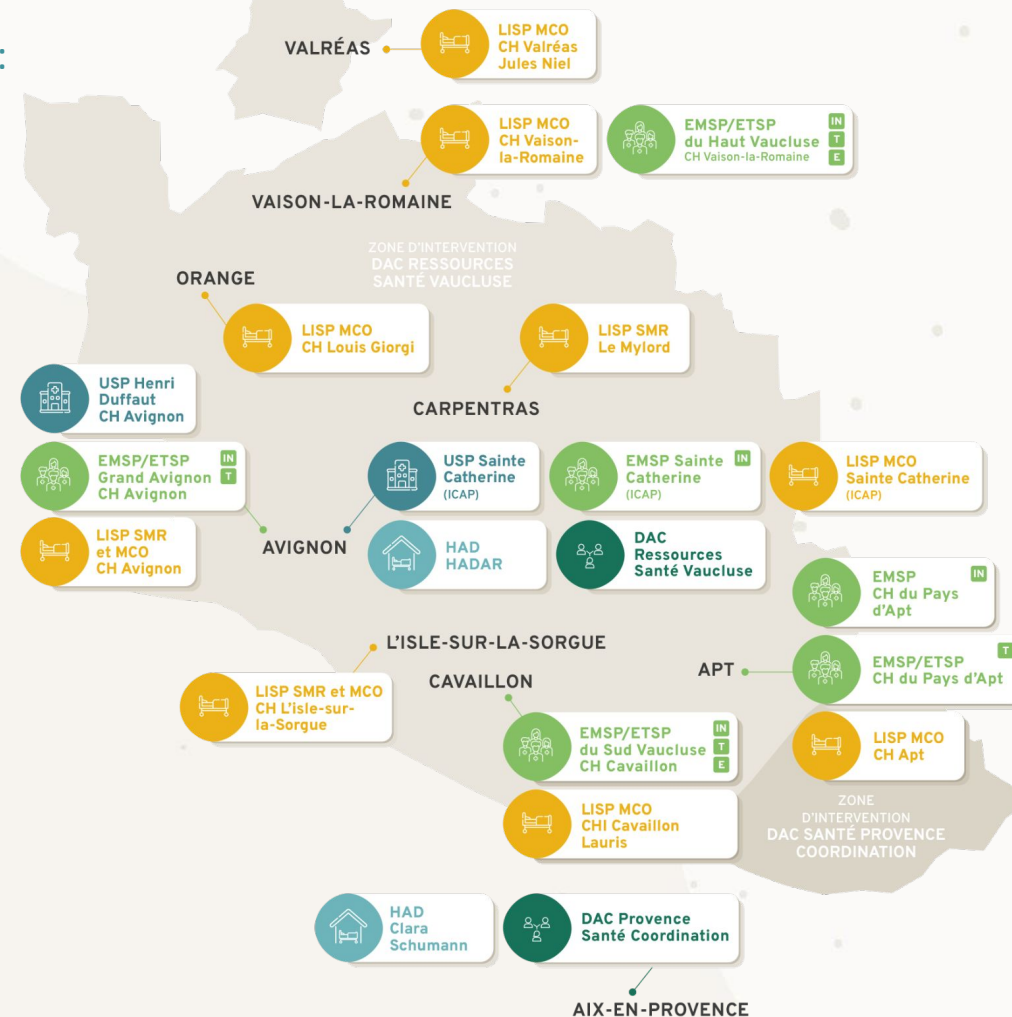 :
VALRÉAS
LISP MCO
CH Valréas
Jules Niel
LISP MCO
CH Vaison-
la-Romaine
EMSP/ETSP
du Haut Vaucluse
CH Vaison-la-Romaine
IN
T
E
VAISON-LA-ROMAINE
ZONE D'INTERVENTION
DAC RESSOURCES
SANTÉ VAUCLUSE
ORANGE
LISP MCO
CH Louis Giorgi
LISP SMR
Le Mylord
CARPENTRAS
USP Henri
Duffaut
CH Avignon
EMSP/ETSP
Grand Avignon
CH Avignon
IN
T
LISP SMR
et MCO
CH Avignon
AVIGNON
USP Sainte
Catherine
(ICAP)
EMSP Sainte
Catherine
(ICAP)
IN
LISP MCO
Sainte Catherine
(ICAP)
HAD
HADAR
DAC
Ressources
Santé Vaucluse
EMSP
CH du Pays
d'Apt
IN
L'ISLE-SUR-LA-SORGUE
LISP SMR et MCO
CH L'isle-sur-
la-Sorgue
CAVAILLON
APT
EMSP/ETSP
CH du Pays d'Apt
T
EMSP/ETSP
du Sud Vaucluse
CH Cavaillon
IN
T
E
LISP MCO
CH Apt
LISP MCO
CHI Cavaillon
Lauris
ZONE
D'INTERVENTION
DAC SANTÉ PROVENCE
COORDINATION
HAD
Clara
Schumann
DAC Provence
Santé Coordination
AIX-EN-PROVENCE